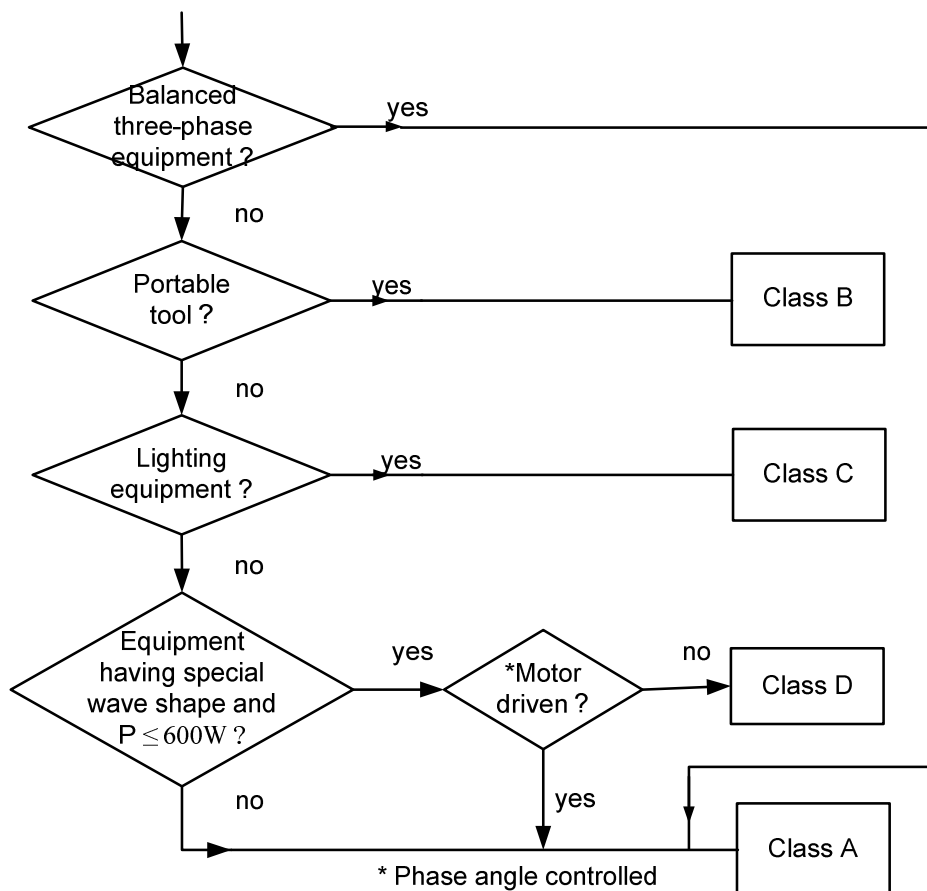 Balanced
three-phase
equipment ?
yes
no
Portable
tool ?
yes
Class B
no
Lighting
equipment ?
yes
Class C
no
Equipment
having special
wave shape and
P ≤ 600W ?
yes
*Motor
driven ?
no
Class D
no
yes
Class A
* Phase angle controlled